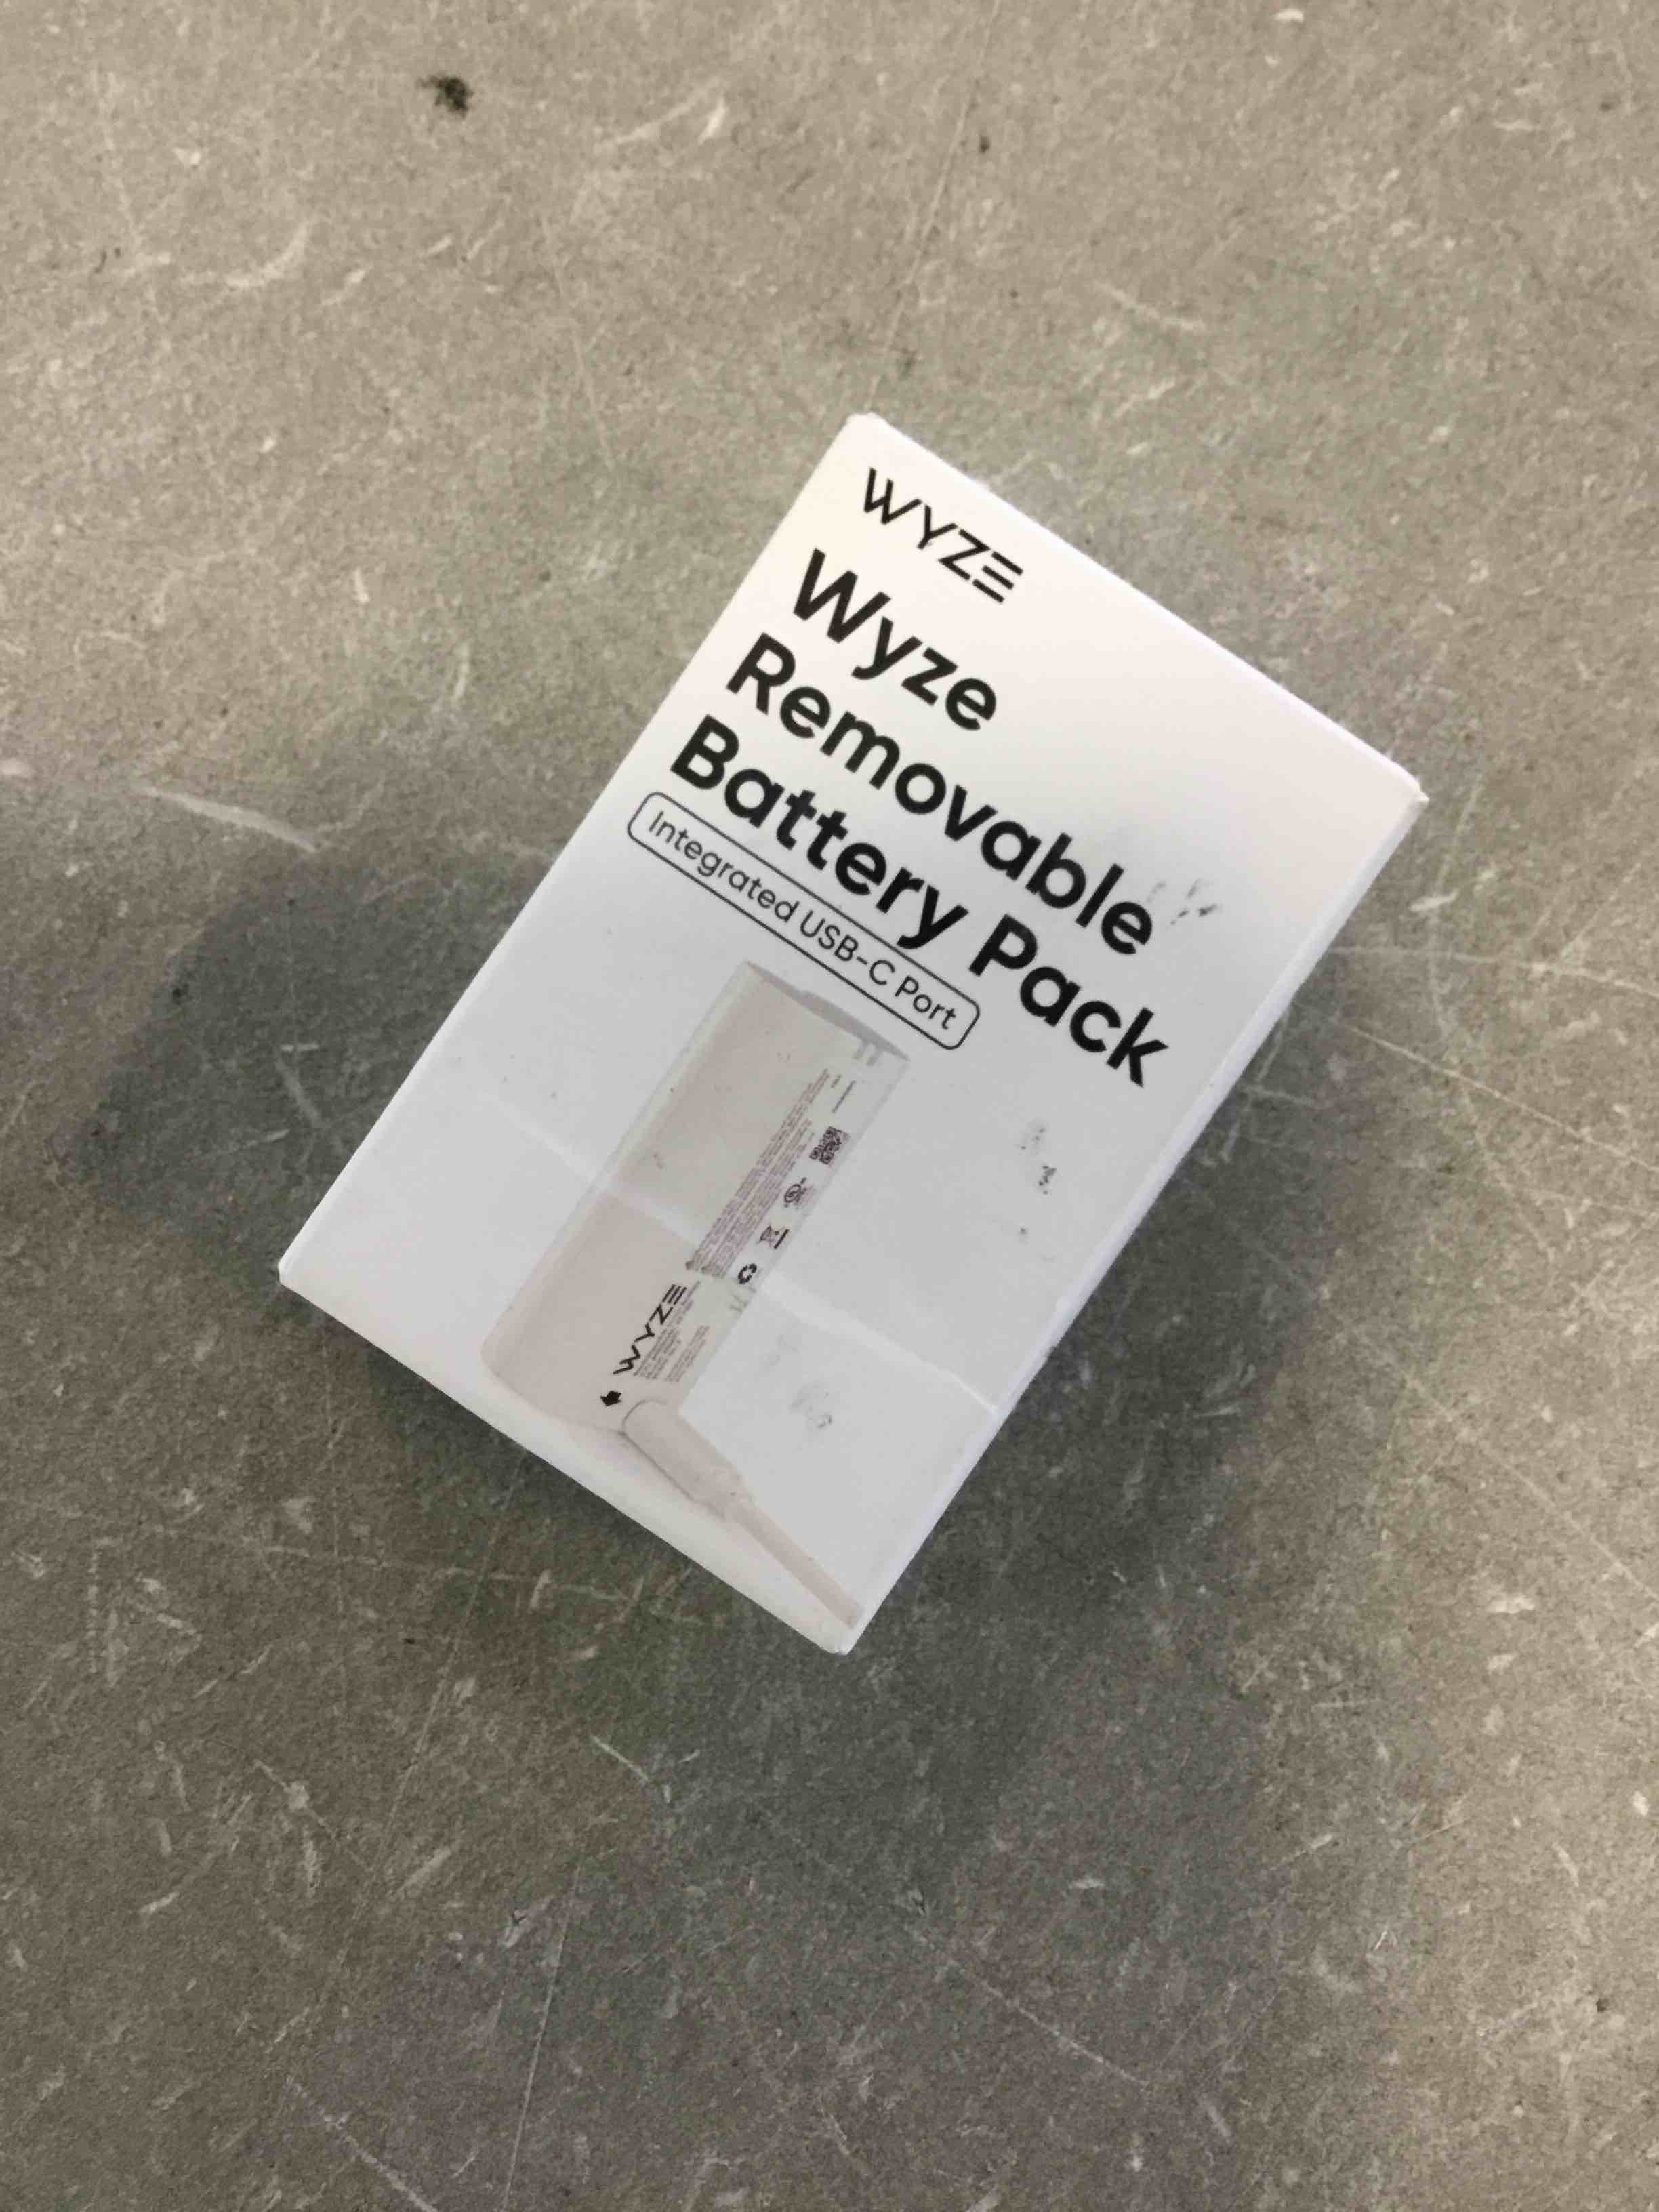 WYZE
Wyze
Removable
Battery Pack
Integrated USB-C Port
WYZE